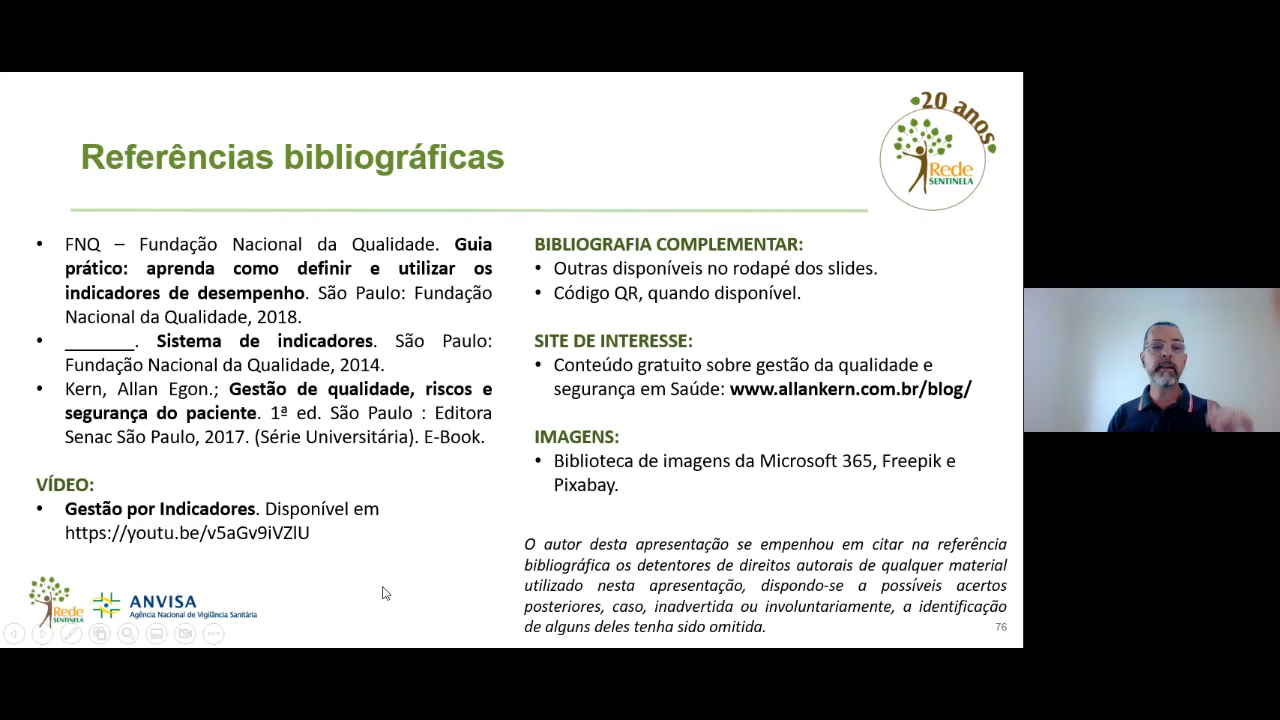 20 anos
Rede
SENTINELA
Referências bibliográficas
• FNQ – Fundação Nacional da Qualidade. Guia
prático: aprenda como definir e utilizar os
indicadores de desempenho. São Paulo: Fundação
Nacional da Qualidade, 2018.
• _______. Sistema de indicadores. São Paulo:
Fundação Nacional da Qualidade, 2014.
• Kern, Allan Egon.; Gestão de qualidade, riscos e
segurança do paciente. 1ª ed. São Paulo : Editora
Senac São Paulo, 2017. (Série Universitária). E-Book.
VÍDEO:
• Gestão por Indicadores. Disponível em
https://youtu.be/v5aGv9iVZlU
BIBLIOGRAFIA COMPLEMENTAR:
• Outras disponíveis no rodapé dos slides.
• Código QR, quando disponível.
SITE DE INTERESSE:
• Conteúdo gratuito sobre gestão da qualidade e
segurança em Saúde: www.allankern.com.br/blog/
IMAGENS:
• Biblioteca de imagens da Microsoft 365, Freepik e
Pixabay.
O autor desta apresentação se empenhou em citar na referência
bibliográfica os detentores de direitos autorais de qualquer material
utilizado nesta apresentação, dispondo-se a possíveis acertos
posteriores, caso, inadvertida ou involuntariamente, a identificação
de alguns deles tenha sido omitida.
Rede
SENTINELA
ANVISA
Agência Nacional de Vigilância Sanitária
76